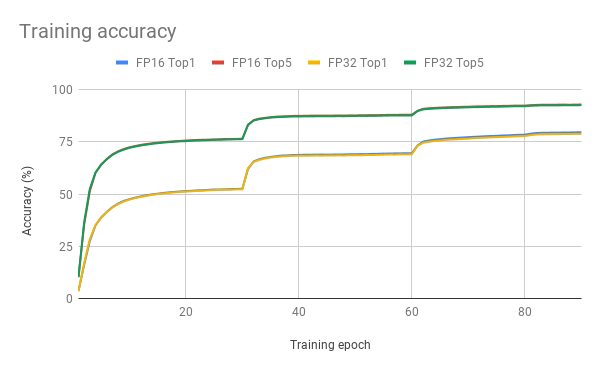 Training accuracy
FP16 Top1 FP16 Top5 FP32 Top1 FP32 Top5
100
75
50
25
0
Accuracy (%)
20 40 60 80
Training epoch